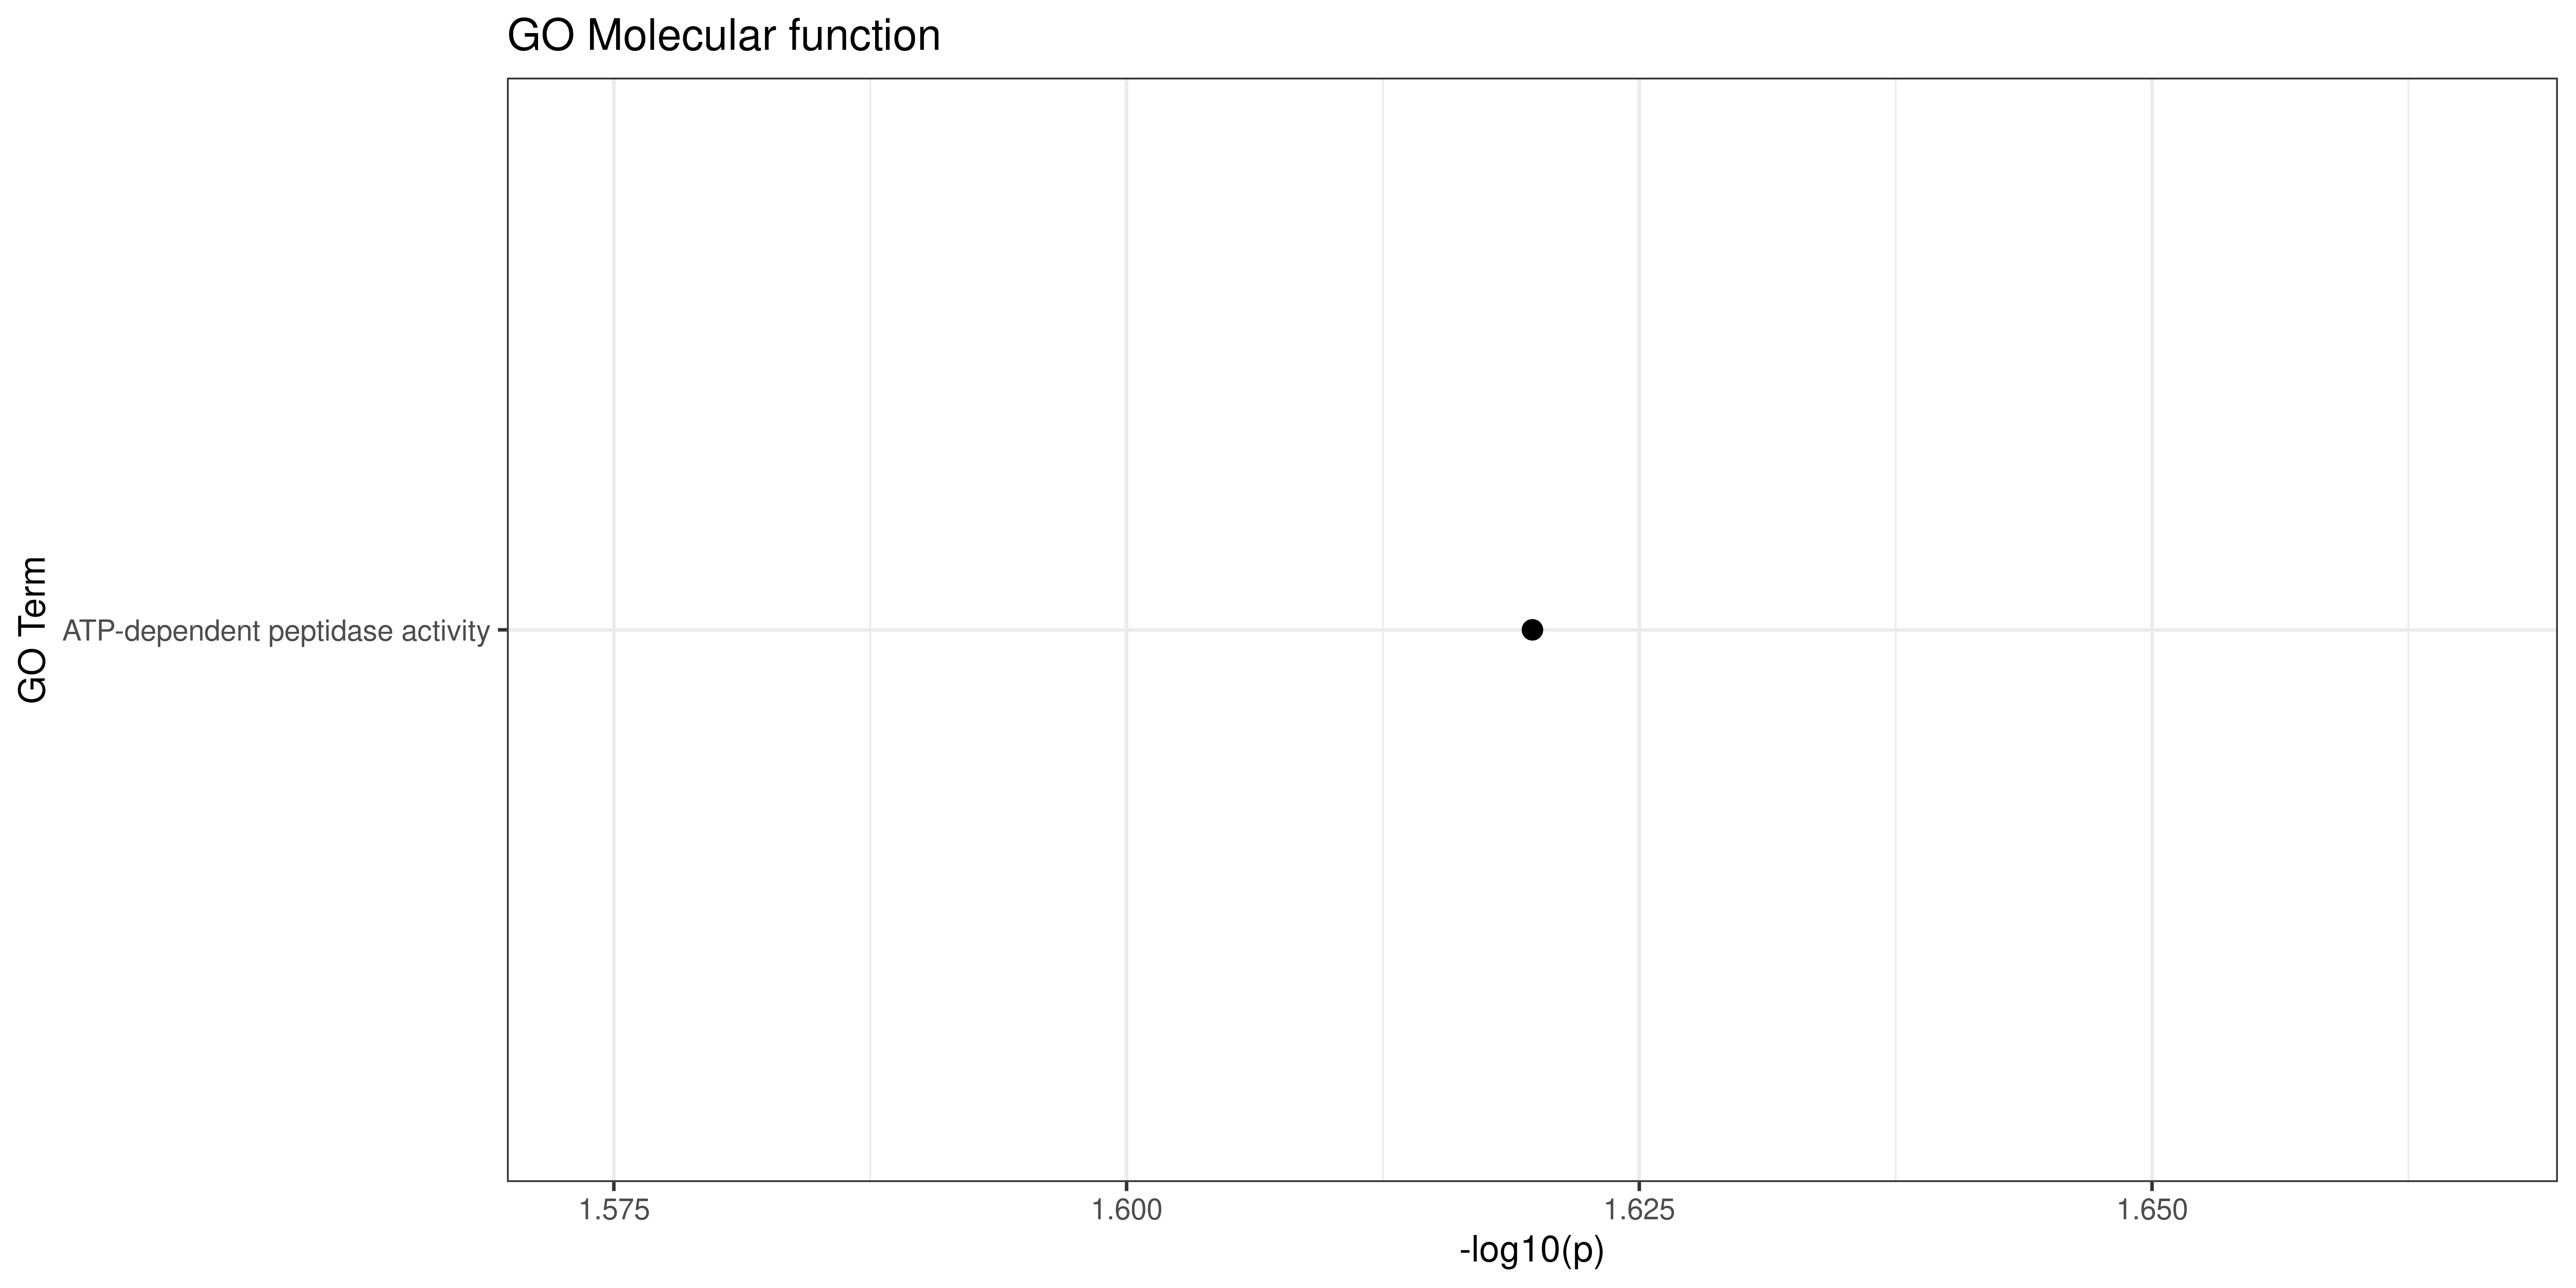 GO Molecular function
GO Term
ATP-dependent peptidase activity
1.575
1.600
1.625
1.650
-log10(p)